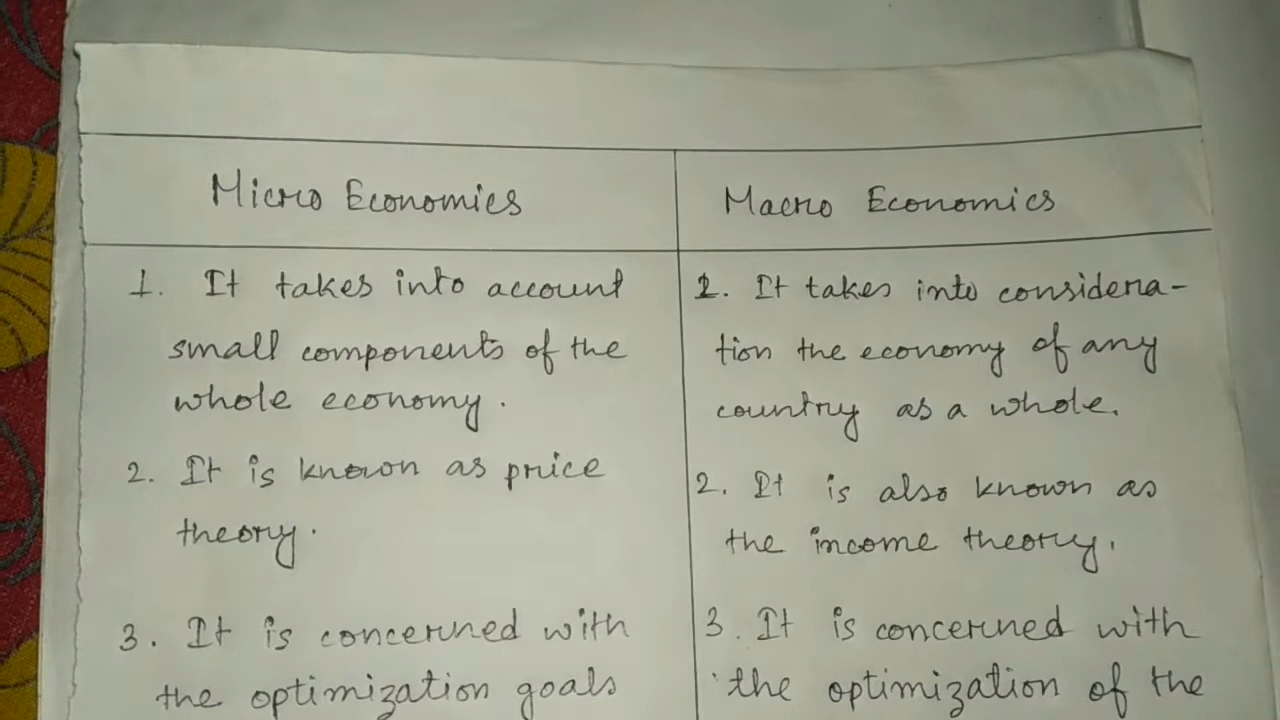 Micro Economics
1. It takes into account
small components of the
whole economy.
2. It is known as price
theory.
3. It is concerned with
the optimization goals
Macro Economics
1. It takes into considera-
tion the economy of any
country as a whole.
2. It is also known as
the income theory.
3. It is concerned with
the optimization of the